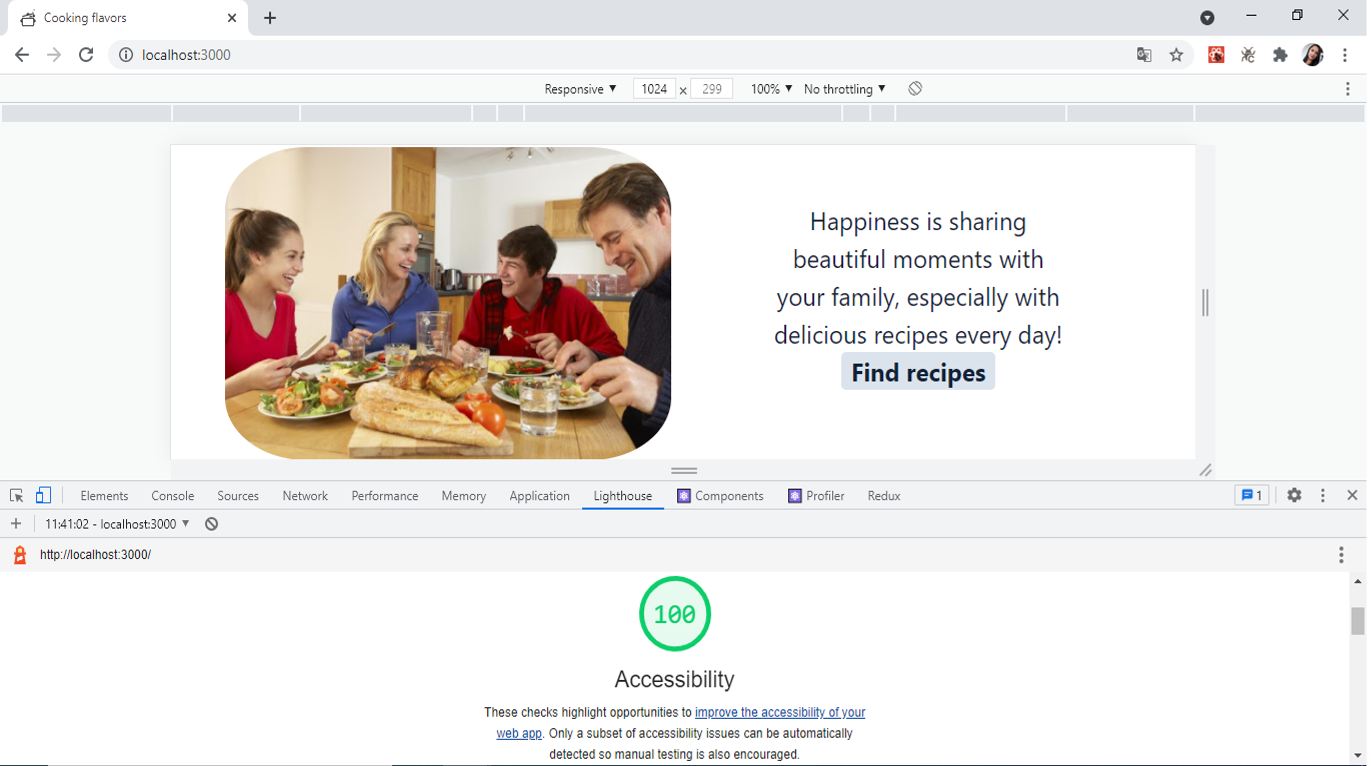 Cooking flavors
localhost:3000
Responsive 1024 × 299 100% No throttling
Happiness is sharing
beautiful moments with
your family, especially with
delicious recipes every day!
Find recipes
Elements Console Sources Network Performance Memory Application Lighthouse Components Profiler Redux 1
11:41:02 - localhost:3000
http://localhost:3000/
100
Accessibility
These checks highlight opportunities to improve the accessibility of your
web app. Only a subset of accessibility issues can be automatically
detected so manual testing is also encouraged.